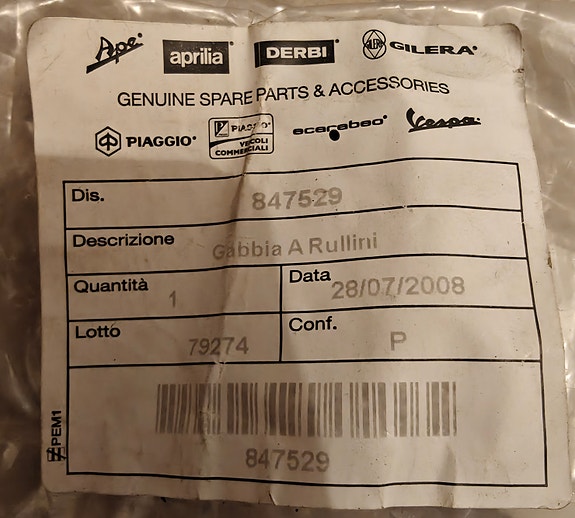 Ape aprilia DERBI GILERA
GENUINE SPARE PARTS & ACCESSORIES
PIAGGIO PIAGGIO VEICOLI COMMERCIALI scarabeo Vespa
Dis. 847529
Descrizione Gabbia A Rullini
Quantità 1 Data 28/07/2008
Lotto 79274 Conf. P
847529
PEM1